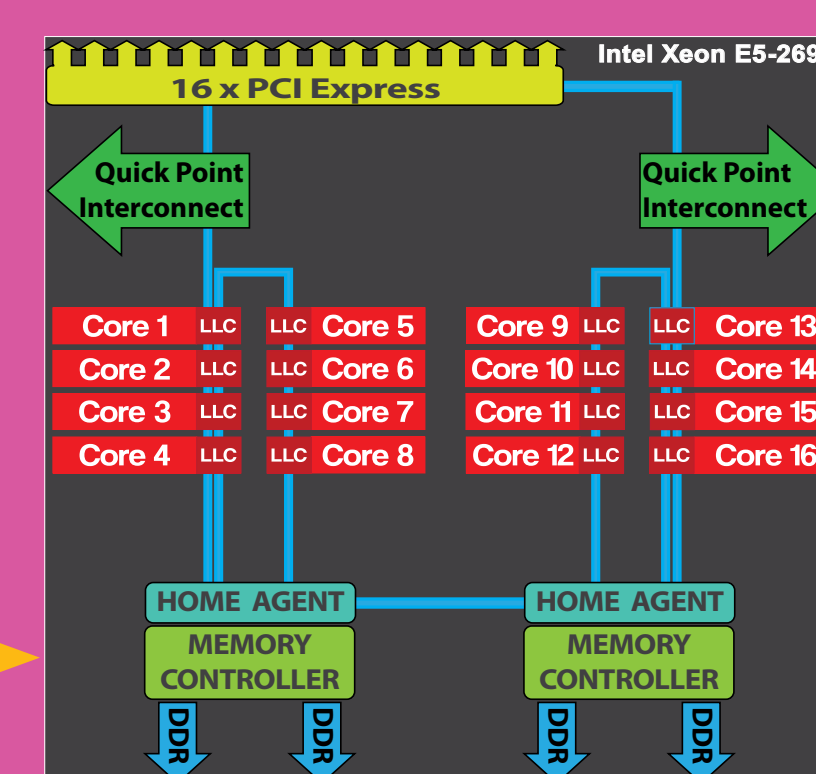 Intel Xeon E5-269
16 x PCI Express
Quick Point
Interconnect
Quick Point
Interconnect
Core 1 LLC LLC Core 5 Core 9 LLC LLC Core 13
Core 2 LLC LLC Core 6 Core 10 LLC LLC Core 14
Core 3 LLC LLC Core 7 Core 11 LLC LLC Core 15
Core 4 LLC LLC Core 8 Core 12 LLC LLC Core 16
HOME AGENT HOME AGENT
MEMORY
CONTROLLER
MEMORY
CONTROLLER
DDR DDR DDR DDR